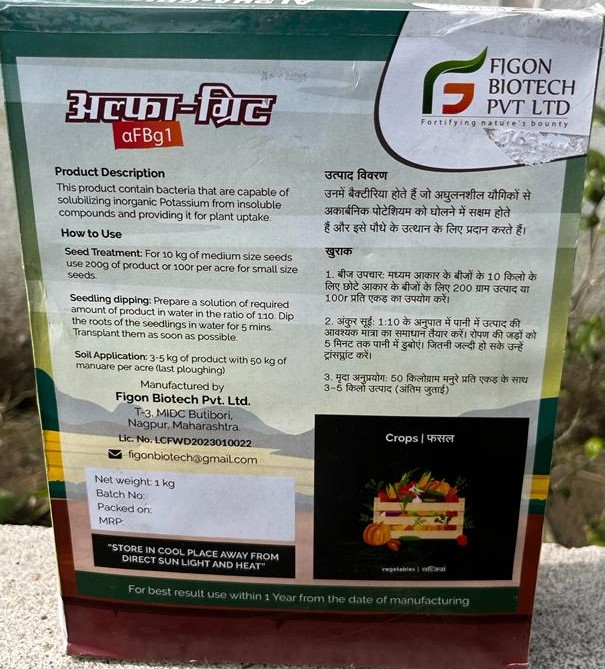 FIGON
BIOTECH
PVT LTD
Fortifying nature's bounty
अल्फा-ग्रिट
αFBg1
Product Description
This product contain bacteria that are capable of
solubilizing inorganic Potassium from insoluble
compounds and providing it for plant uptake.
How to Use
Seed Treatment: For 10 kg of medium size seeds
use 200g of product or 100r per acre for small size
seeds.
Seedling dipping: Prepare a solution of required
amount of product in water in the ratio of 1:10. Dip
the roots of the seedlings in water for 5 mins.
Transplant them as soon as possible.
Soil Application: 3-5 kg of product with 50 kg of
manuare per acre (last ploughing)
Manufactured by
Figon Biotech Pvt. Ltd.
T-3, MIDC Butibori,
Nagpur, Maharashtra.
Lic. No. LCFWD2023010022
figonbiotech@gmail.com
Net weight: 1 kg
Batch No:
Packed on:
MRP:
"STORE IN COOL PLACE AWAY FROM
DIRECT SUN LIGHT AND HEAT"
उत्पाद विवरण
उनमें बैक्टीरिया होते हैं जो अघुलनशील यौगिकों से
अकार्बनिक पोटेशियम को घोलने में सक्षम होते
हैं और इसे पौधे के उत्थान के लिए प्रदान करते हैं।
खुराक
1. बीज उपचार: मध्यम आकार के बीजों के 10 किलो के
लिए छोटे आकार के बीजों के लिए 200 ग्राम उत्पाद या
100r प्रति एकड़ का उपयोग करें।
2. अंकुर सूई: 1:10 के अनुपात में पानी में उत्पाद की
आवश्यक मात्रा का समाधान तैयार करें। रोपण की जड़ों को
5 मिनट तक पानी में डुबोएं। जितनी जल्दी हो सके उन्हें
ट्रांसप्लांट करें।
3. मृदा अनुप्रयोग: 50 किलोग्राम मनुरे प्रति एकड़ के साथ
3-5 किलो उत्पाद (अंतिम जुताई)
Crops | फसल
vegetables | सब्जियां
For best result use within 1 Year from the date of manufacturing